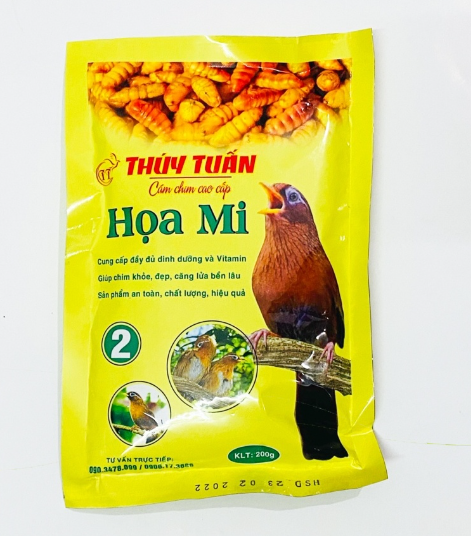 TT
THÚY TUẤN
Cám chim cao cấp
Họa Mi
Cung cấp đầy đủ dinh dưỡng và Vitamin
Giúp chim khỏe, đẹp, căng lửa bền lâu
Sản phẩm an toàn, chất lượng, hiệu quả
2
TƯ VẤN TRỰC TIẾP:
KLT: 200g
HSD 23 02 2022